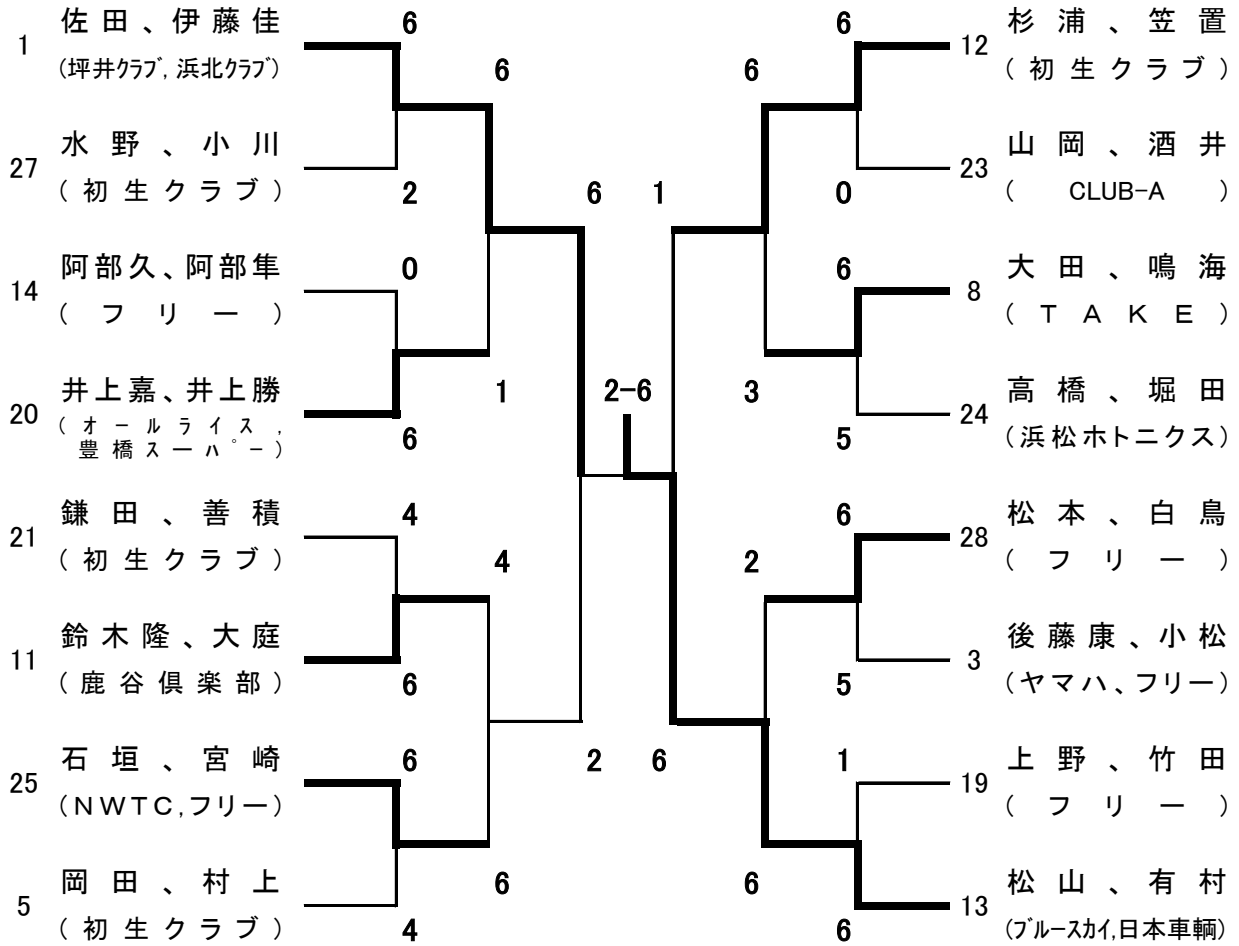 1 佐田、伊藤佳
(坪井クラブ, 浜北クラブ)
27 水野、小川
(初生クラブ)
14 阿部久、阿部隼
(フリー)
20 井上嘉、井上勝
(オールライス,
豊橋スーパー)
21 鎌田、善積
(初生クラブ)
11 鈴木隆、大庭
(鹿谷倶楽部)
25 石垣、宮崎
(NWTC,フリー)
5 岡田、村上
(初生クラブ)
6
2
0
6
4
6
6
4
6
1
4
6
6
2
2-6
1
6
6
3
2
6
6
0
6
5
6
5
1
6
12 杉浦、笠置
(初生クラブ)
23 山岡、酒井
(CLUB-A)
8 大田、鳴海
(TAKE)
24 高橋、堀田
(浜松ホトニクス)
28 松本、白鳥
(フリー)
3 後藤康、小松
(ヤマハ、フリー)
19 上野、竹田
(フリー)
13 松山、有村
(ブルースカイ,日本車輌)